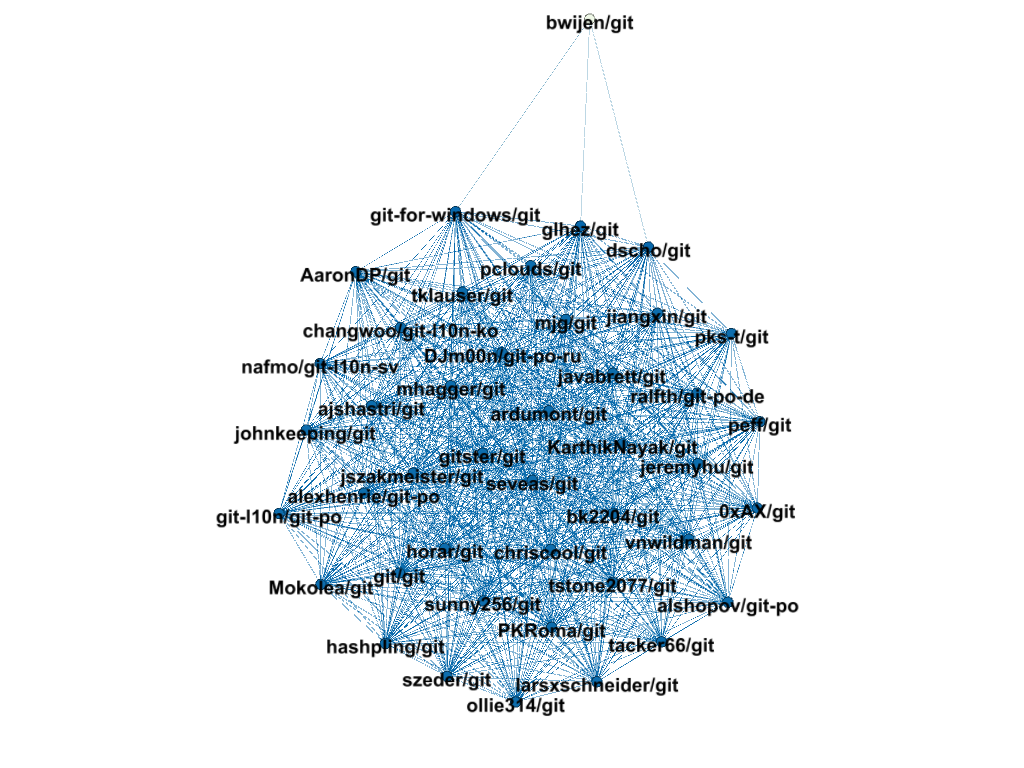 bwijen/git
git-for-windows/git
glhez/git
dscho/git
AaronDP/git
pclouds/git
tklauser/git
changwoo/git-l10n-ko
mjg/git
jiangxin/git
pks-t/git
DJm00n/git-po-ru
nafmo/git-l10n-sv
javabrett/git
mhagger/git
ralfth/git-po-de
ajshastri/git
ardumont/git
peff/git
johnkeeping/git
KarthikNayak/git
gitster/git
jeremyhu/git
jszakmeister/git
seveas/git
alexhenrie/git-po
git-l10n/git-po
bk2204/git
0xAX/git
vnwildman/git
horar/git
chriscool/git
git/git
Mokolea/git
tstone2077/git
sunny256/git
alshopov/git-po
PKRoma/git
hashpling/git
tacker66/git
szeder/git
larsxschneider/git
ollie314/git